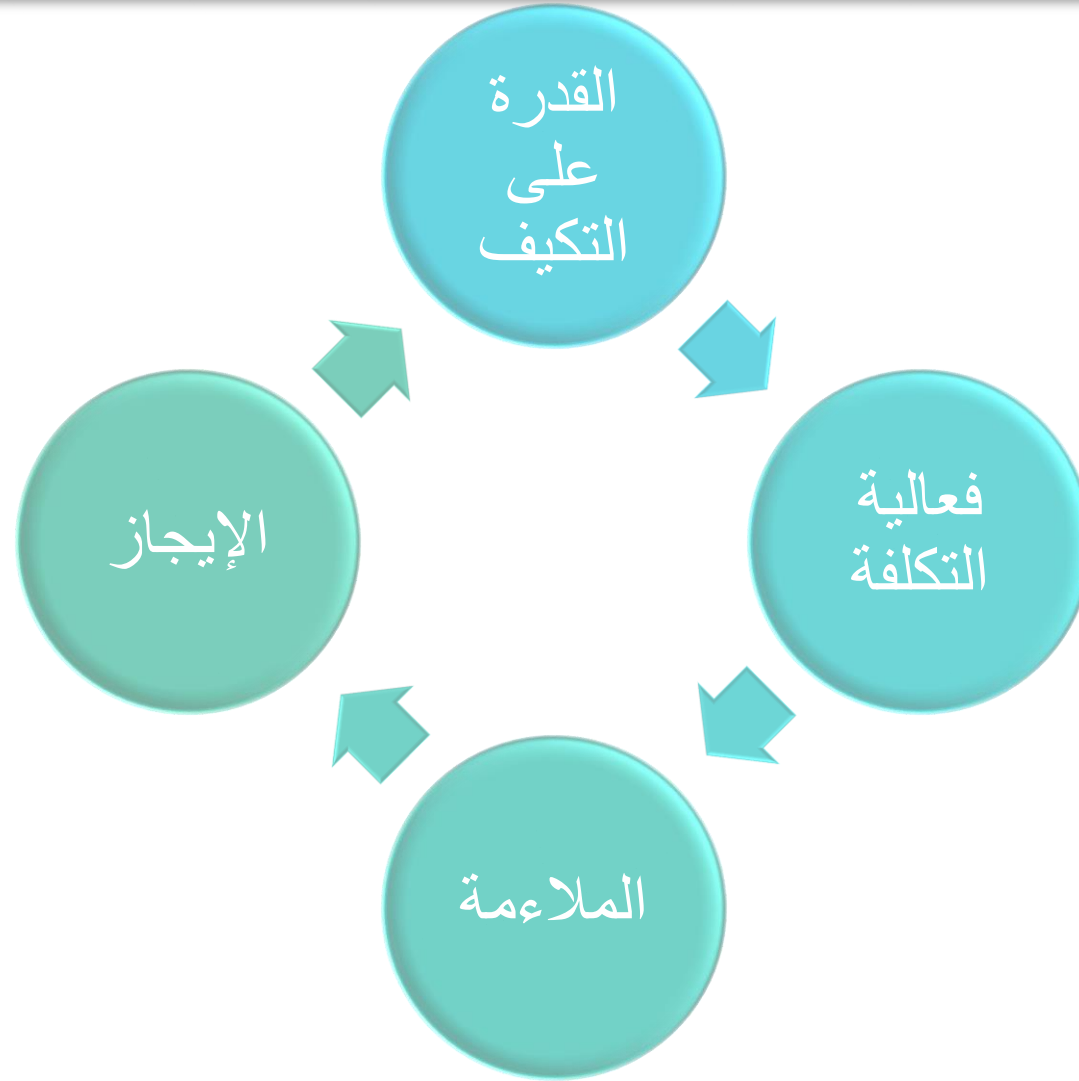 القدرة
على
التكيف
فعالية
التكلفة
الملاءمة
الإيجاز